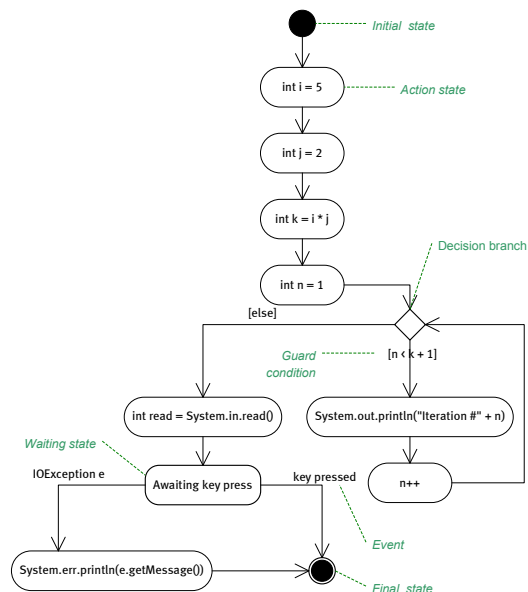 Initial state
int i = 5
Action state
int j = 2
int k = i * j
Decision branch
int n = 1
[else]
Guard
condition
[n < k + 1]
int read = System.in.read()
System.out.println("Iteration #" + n)
Waiting state
IOException e
Awaiting key press
key pressed
n++
Event
System.err.println(e.getMessage())
Final state